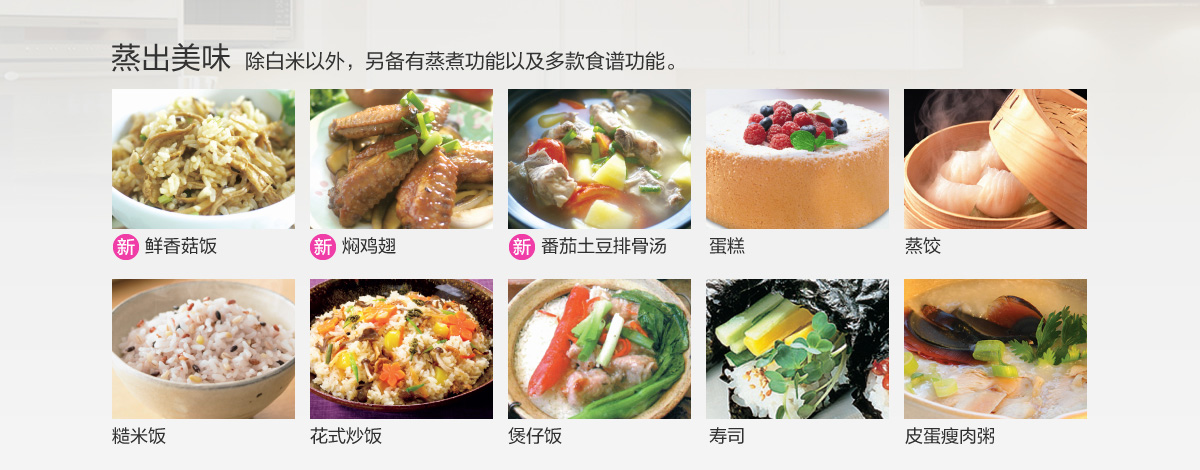 蒸出美味 除白米以外，另备有蒸煮功能以及多款食谱功能。
新 鲜香菇饭 新 焖鸡翅 新 番茄土豆排骨汤 蛋糕 蒸饺
糙米饭 花式炒饭 煲仔饭 寿司 皮蛋瘦肉粥